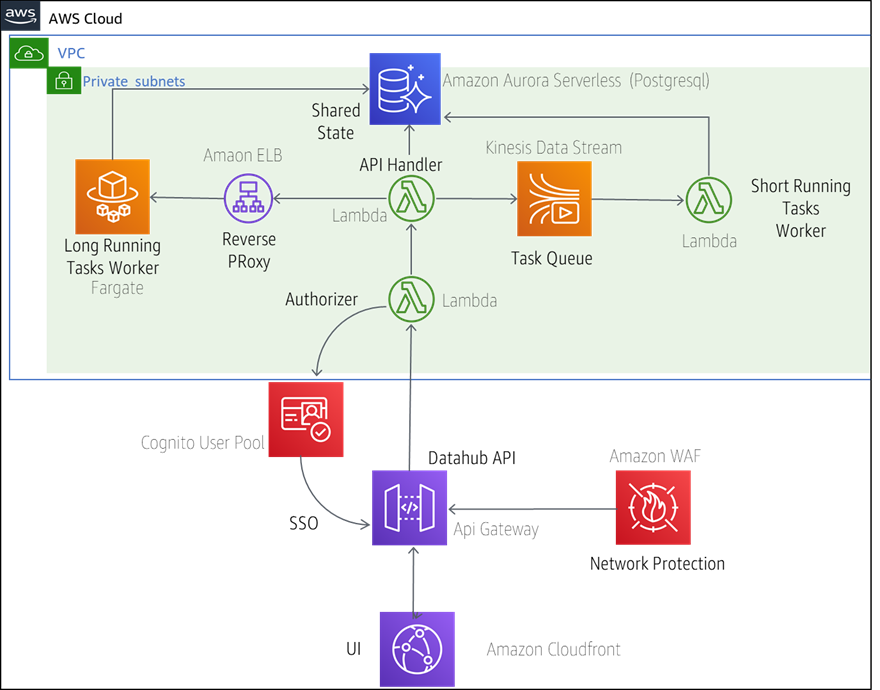 aws
AWS Cloud
VPC
Private subnets
Amazon Aurora Serverless (Postgresql)
Shared
State
Amaon ELB
API Handler
Kinesis Data Stream
Lambda
Short Running
Tasks
Worker
Lambda
Long Running
Tasks Worker
Fargate
Reverse
PRoxy
Task Queue
Authorizer
Lambda
Cognito User Pool
Datahub API
Amazon WAF
SSO
Api Gateway
Network Protection
UI
Amazon Cloudfront